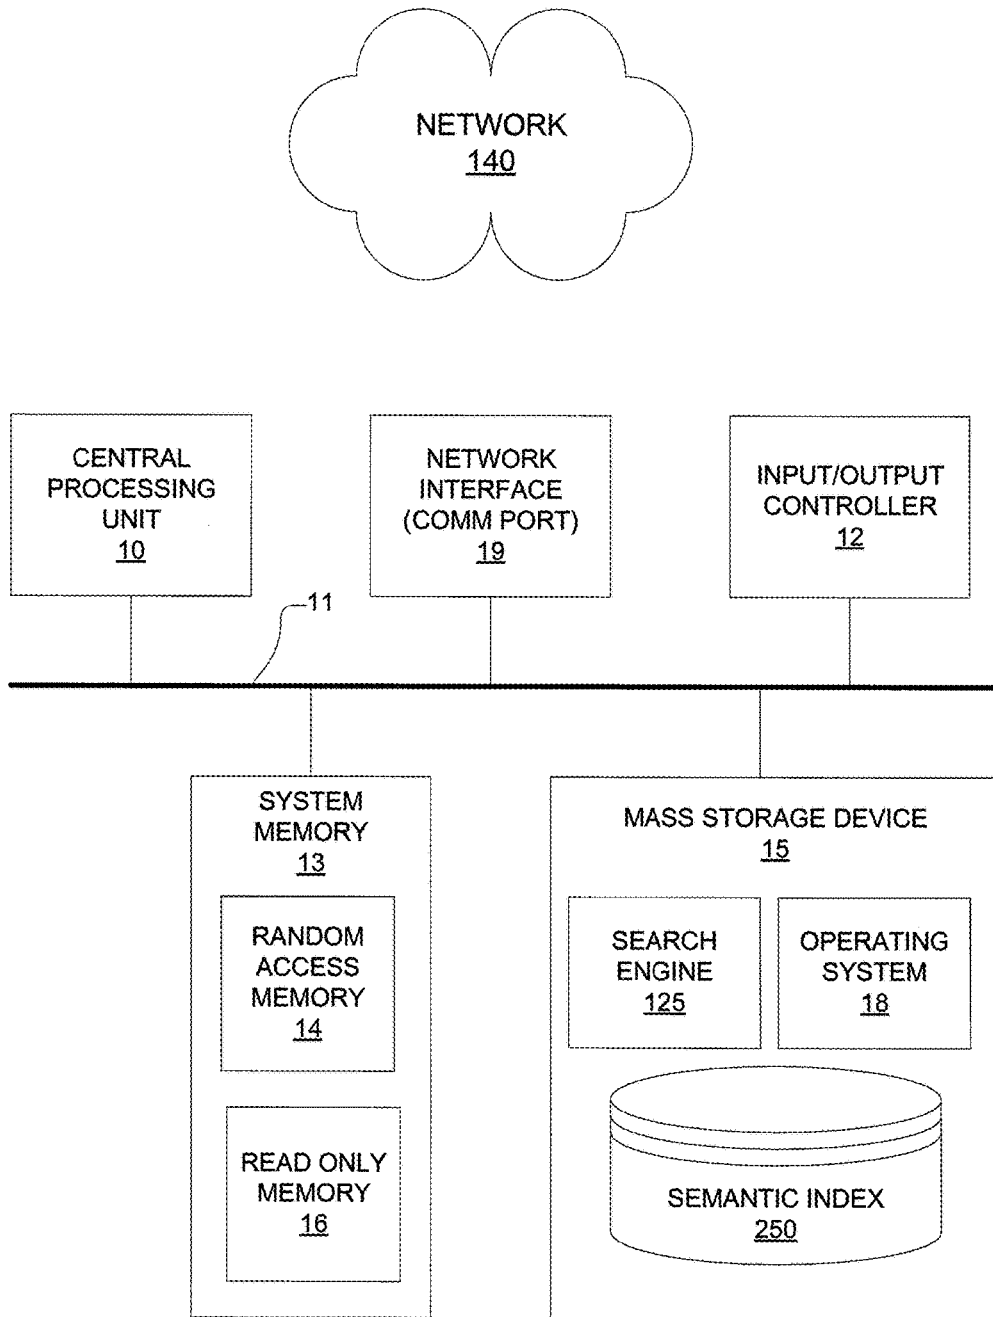 NETWORK
140
CENTRAL
PROCESSING
UNIT
10
NETWORK
INTERFACE
(COMM PORT)
19
INPUT/OUTPUT
CONTROLLER
12
11
SYSTEM
MEMORY
13
RANDOM
ACCESS
MEMORY
14
READ ONLY
MEMORY
16
MASS STORAGE DEVICE
15
SEARCH
ENGINE
125
OPERATING
SYSTEM
18
SEMANTIC INDEX
250